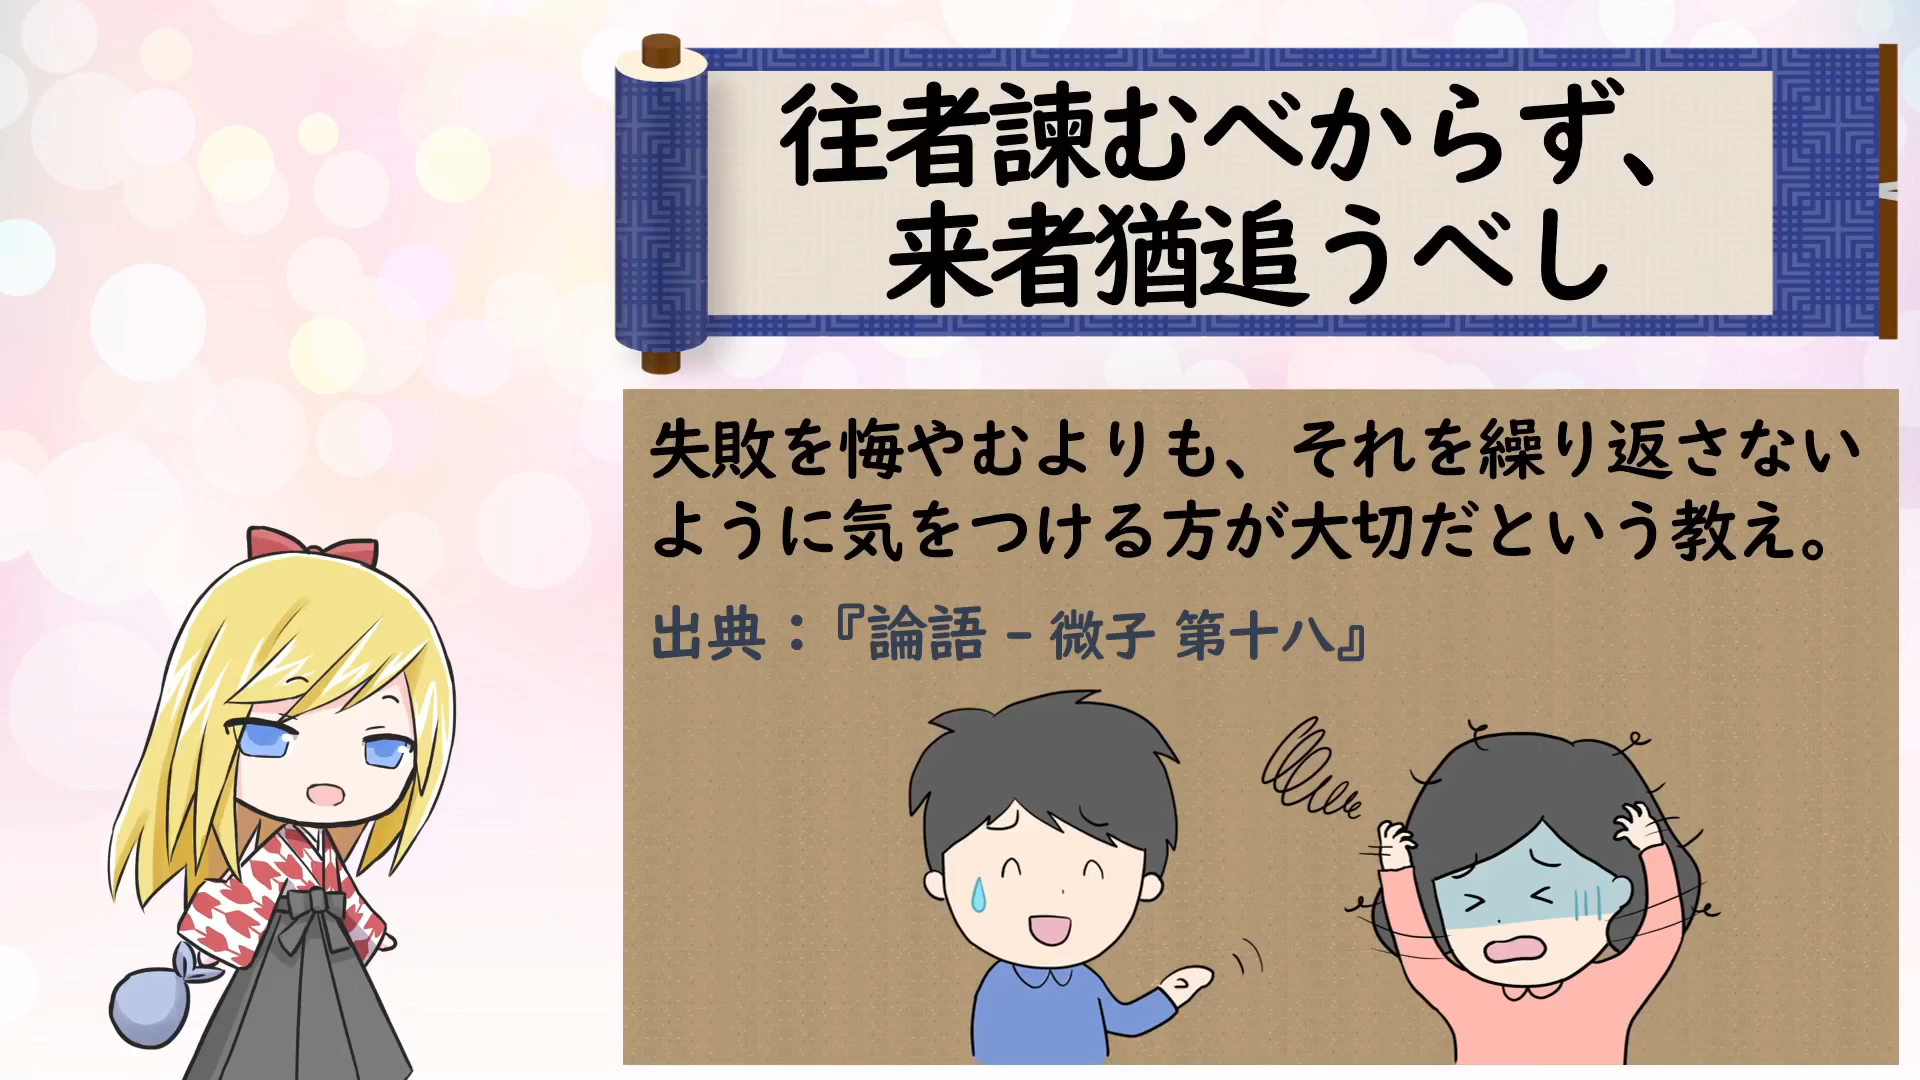 往者諫むべからず、
来者猶追うべし
失敗を悔やむよりも、それを繰り返さない
ように気をつける方が大切だという教え。
出典：『論語 − 微子 第十八』